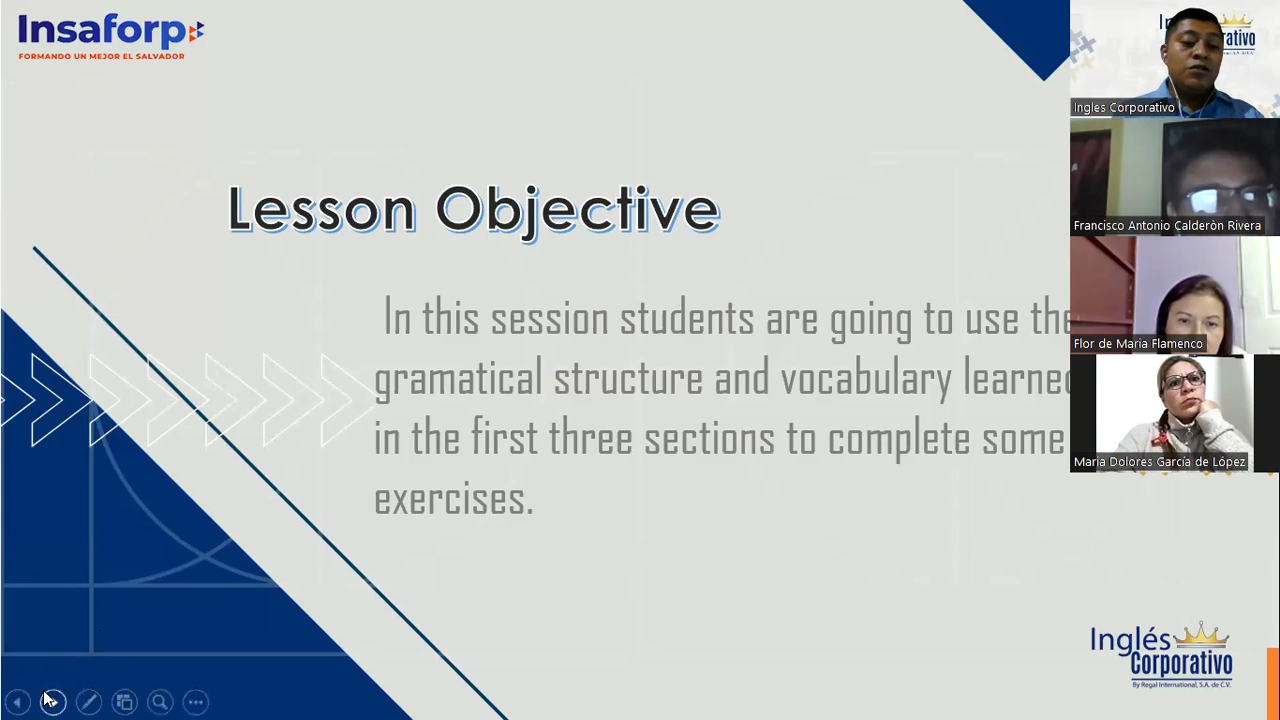 Insaforp
FORMANDO UN MEJOR EL SALVADOR
Lesson Objective
In this session students are going to use the
gramatical structure and vocabulary learned
in the first three sections to complete some
exercises.
Ingles Corporativo
Francisco Antonio Calderòn Rivera
Flor de Maria Flamenco
Maria Dolores García de López
Inglés
Corporativo
By Regal International, S.A. de C.V.